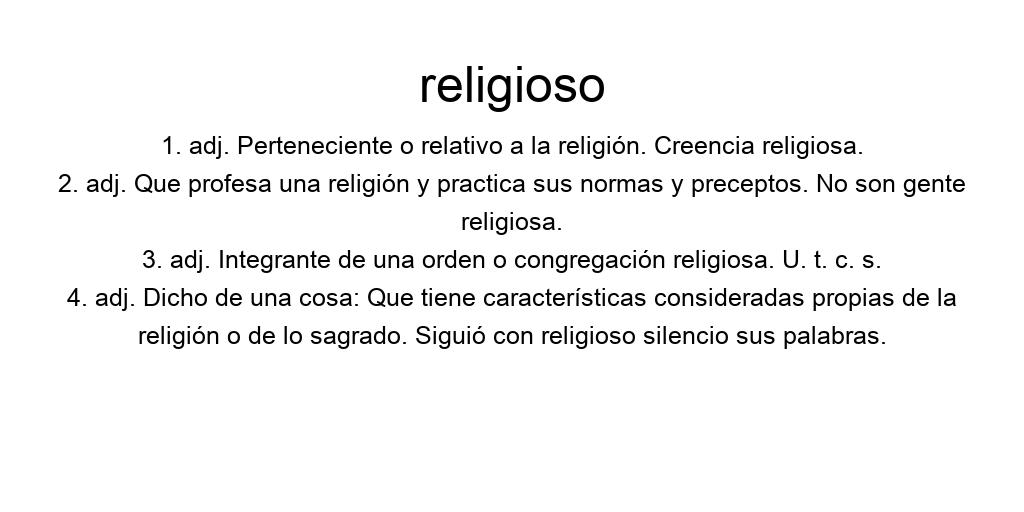 religioso
1. adj. Perteneciente o relativo a la religión. Creencia religiosa.
2. adj. Que profesa una religión y practica sus normas y preceptos. No son gente
religiosa.
3. adj. Integrante de una orden o congregación religiosa. U. t. c. s.
4. adj. Dicho de una cosa: Que tiene características consideradas propias de la
religión o de lo sagrado. Siguió con religioso silencio sus palabras.